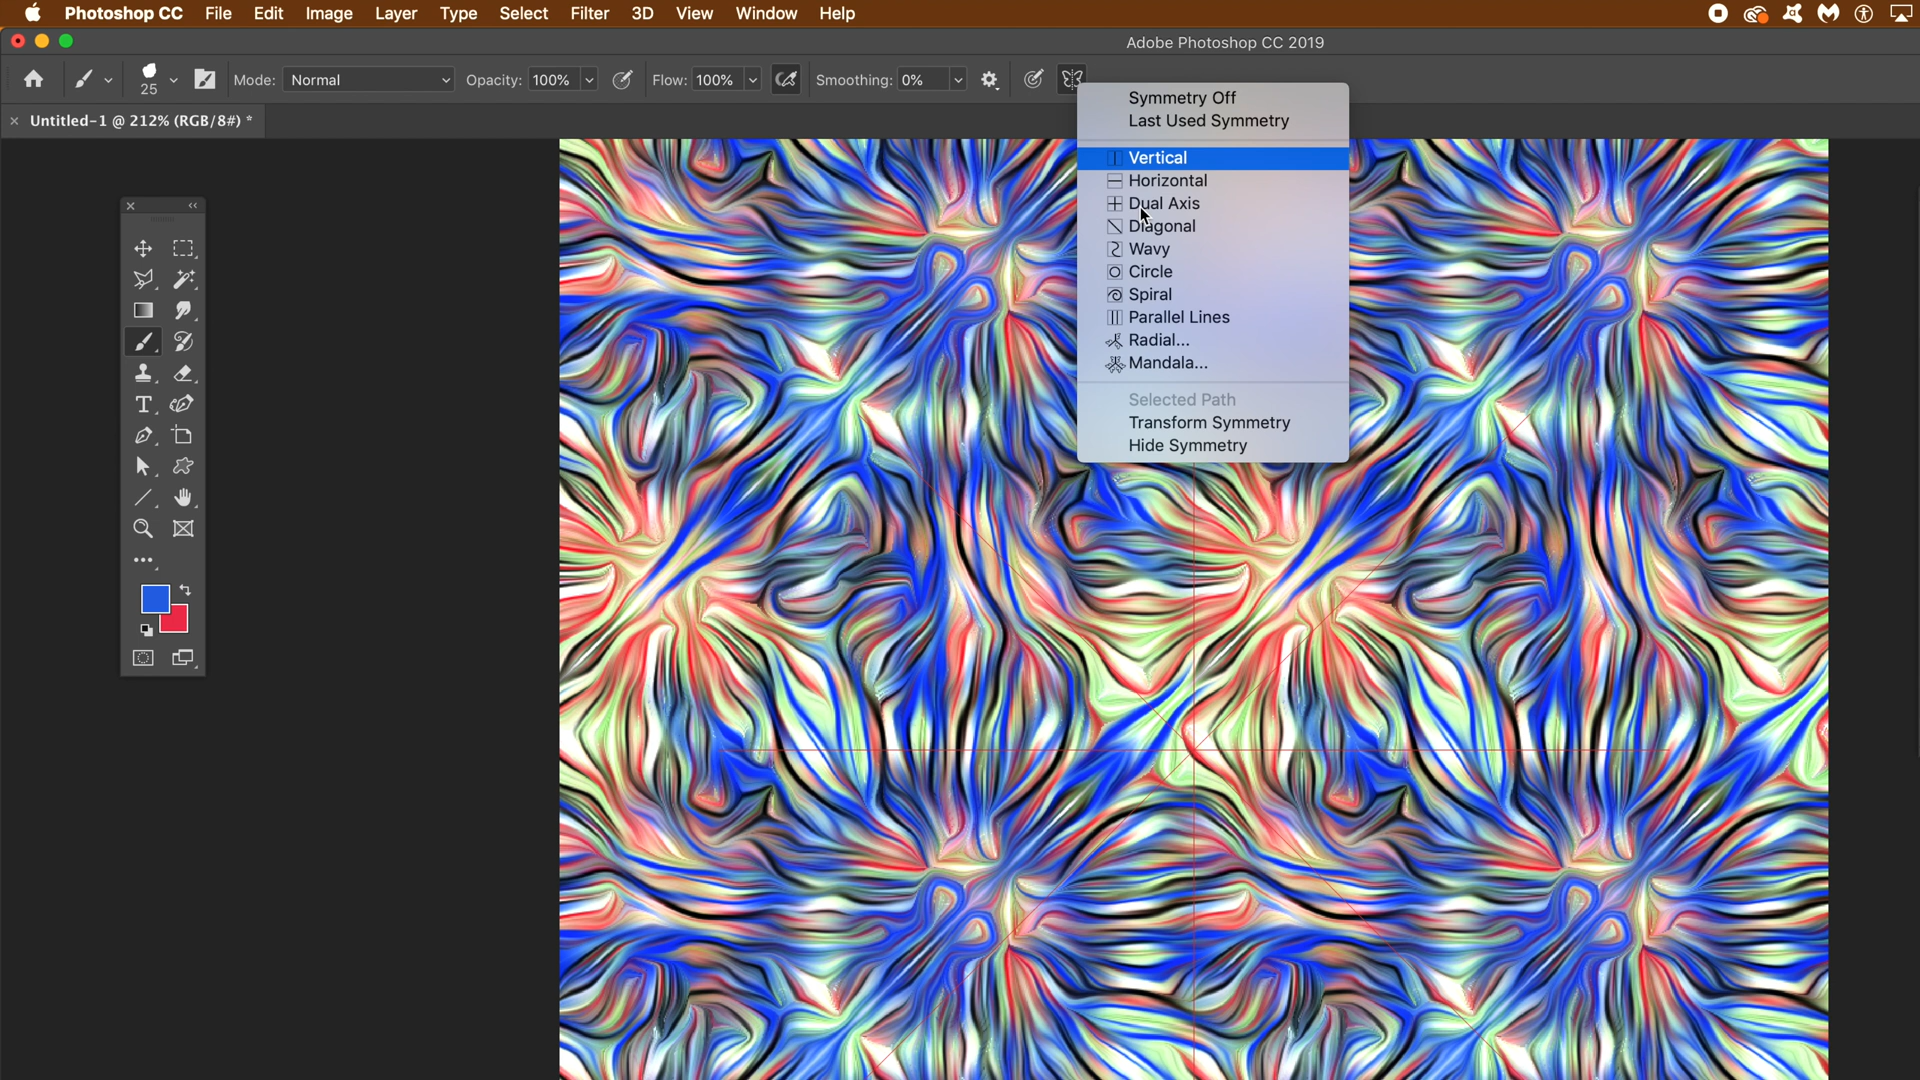 Photoshop CC File Edit Image Layer Type Select Filter 3D View Window Help
Adobe Photoshop CC 2019
25 Mode: Normal Opacity: 100% Flow: 100% Smoothing: 0%
Untitled-1 @ 212% (RGB/8#) *
Symmetry Off
Last Used Symmetry
Vertical
Horizontal
Dual Axis
Diagonal
Wavy
Circle
Spiral
Parallel Lines
Radial...
Mandala...
Selected Path
Transform Symmetry
Hide Symmetry